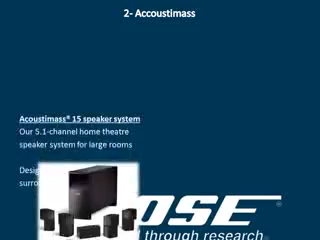 2- Accoustimass
Acoustimass® 15 speaker system
Our 5.1-channel home theatre
speaker system for large rooms
Desig
surro
OSE®
d through research®